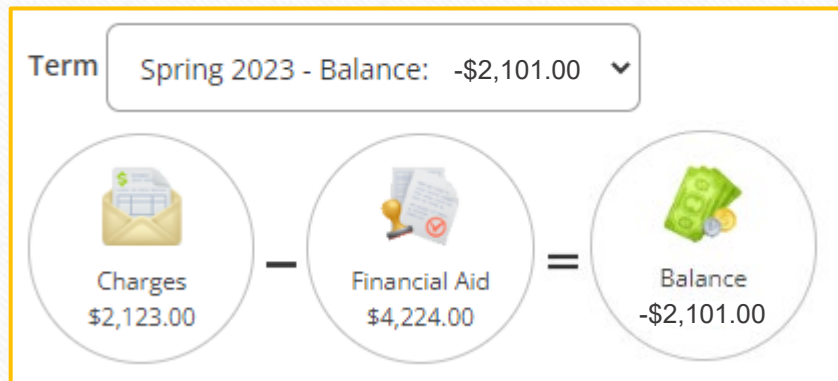 Term
Spring 2023 - Balance: -$2,101.00
$
Charges
$2,123.00
–
Financial Aid
$4,224.00
=
Balance
-$2,101.00